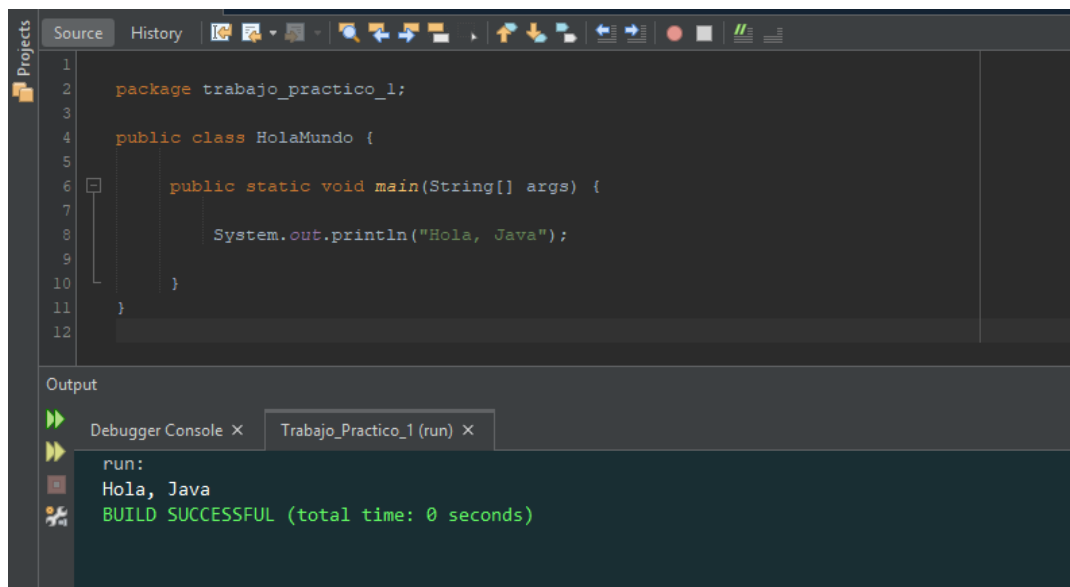 Projects
Source History
1
2 package trabajo_practico_1;
3
4 public class HolaMundo {
5
6 public static void main(String[] args) {
7
8 System.out.println("Hola, Java");
9
10 }
11 }
12
Output
Debugger Console × Trabajo_Practico_1 (run) ×
run:
Hola, Java
BUILD SUCCESSFUL (total time: 0 seconds)